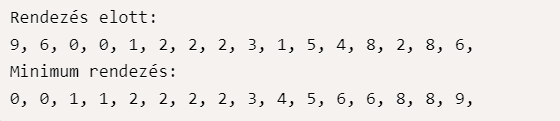 Rendezés elott:
9, 6, 0, 0, 1, 2, 2, 2, 3, 1, 5, 4, 8, 2, 8, 6,
Minimum rendezés:
0, 0, 1, 1, 2, 2, 2, 2, 3, 4, 5, 6, 6, 8, 8, 9,